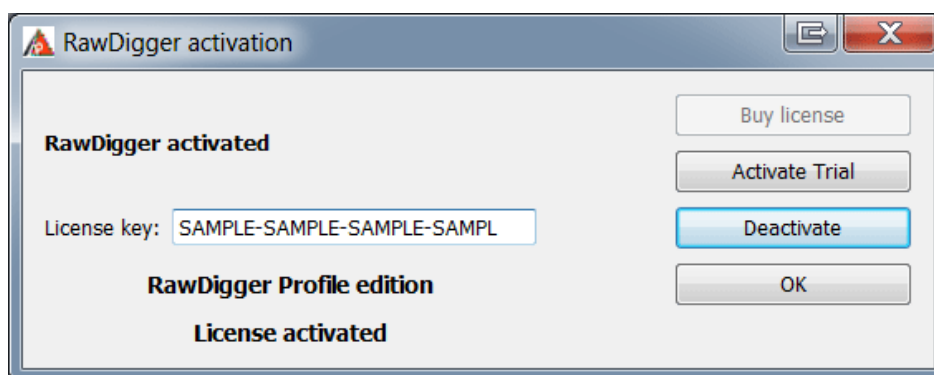 RawDigger activation
Buy license
RawDigger activated
Activate Trial
License key: SAMPLE-SAMPLE-SAMPLE-SAMPL
Deactivate
RawDigger Profile edition
OK
License activated